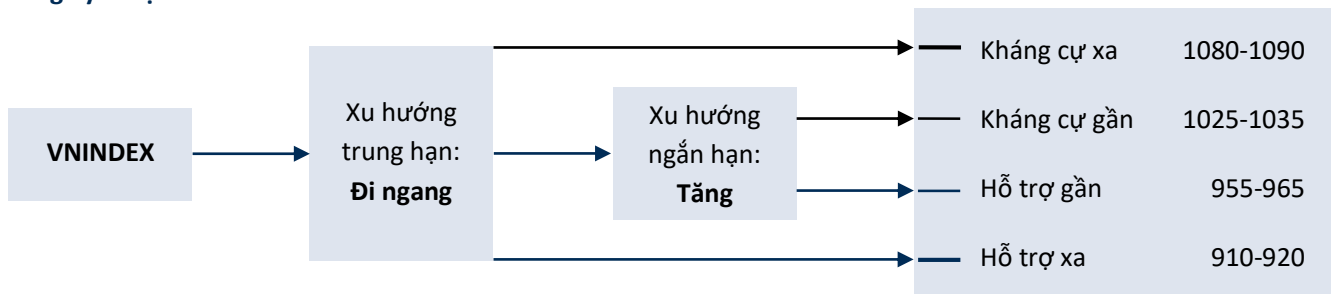 VNINDEX
Xu hướng
trung hạn:
Đi ngang
Xu hướng
ngắn hạn:
Tăng
Kháng cự xa 1080-1090
Kháng cự gần 1025-1035
Hỗ trợ gần 955-965
Hỗ trợ xa 910-920